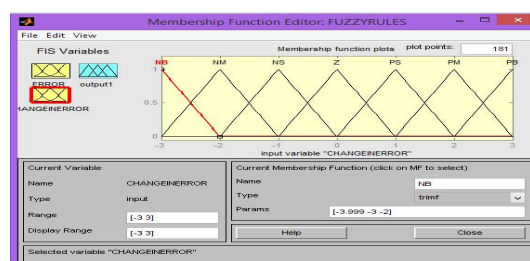 Membership Function Editor: FUZZYRULES
File Edit View
FIS Variables
Membership function plots plot points: 181
NB NM NS Z PS PM PB
ERROR output1
HANGEINERROR
1
0.5
0
-3 -2 -1 0 1 2 3
input variable "CHANGEINERROR"
Current Variable
Name CHANGEINERROR
Type input
Range [-3 3]
Display Range [-3 3]
Current Membership Function (click on MF to select)
Name NB
Type trimf
Params [-3.999 -3 -2]
Help Close
Selected variable "CHANGEINERROR"